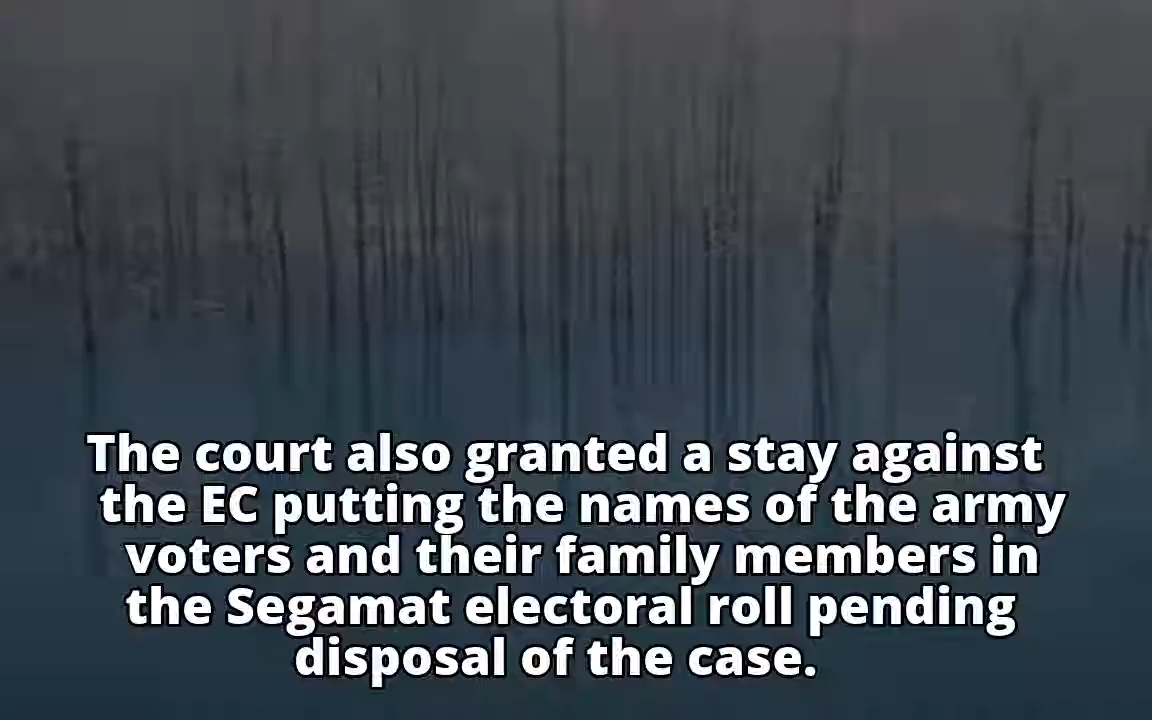 The court also granted a stay against
the EC putting the names of the army
voters and their family members in
the Segamat electoral roll pending
disposal of the case.